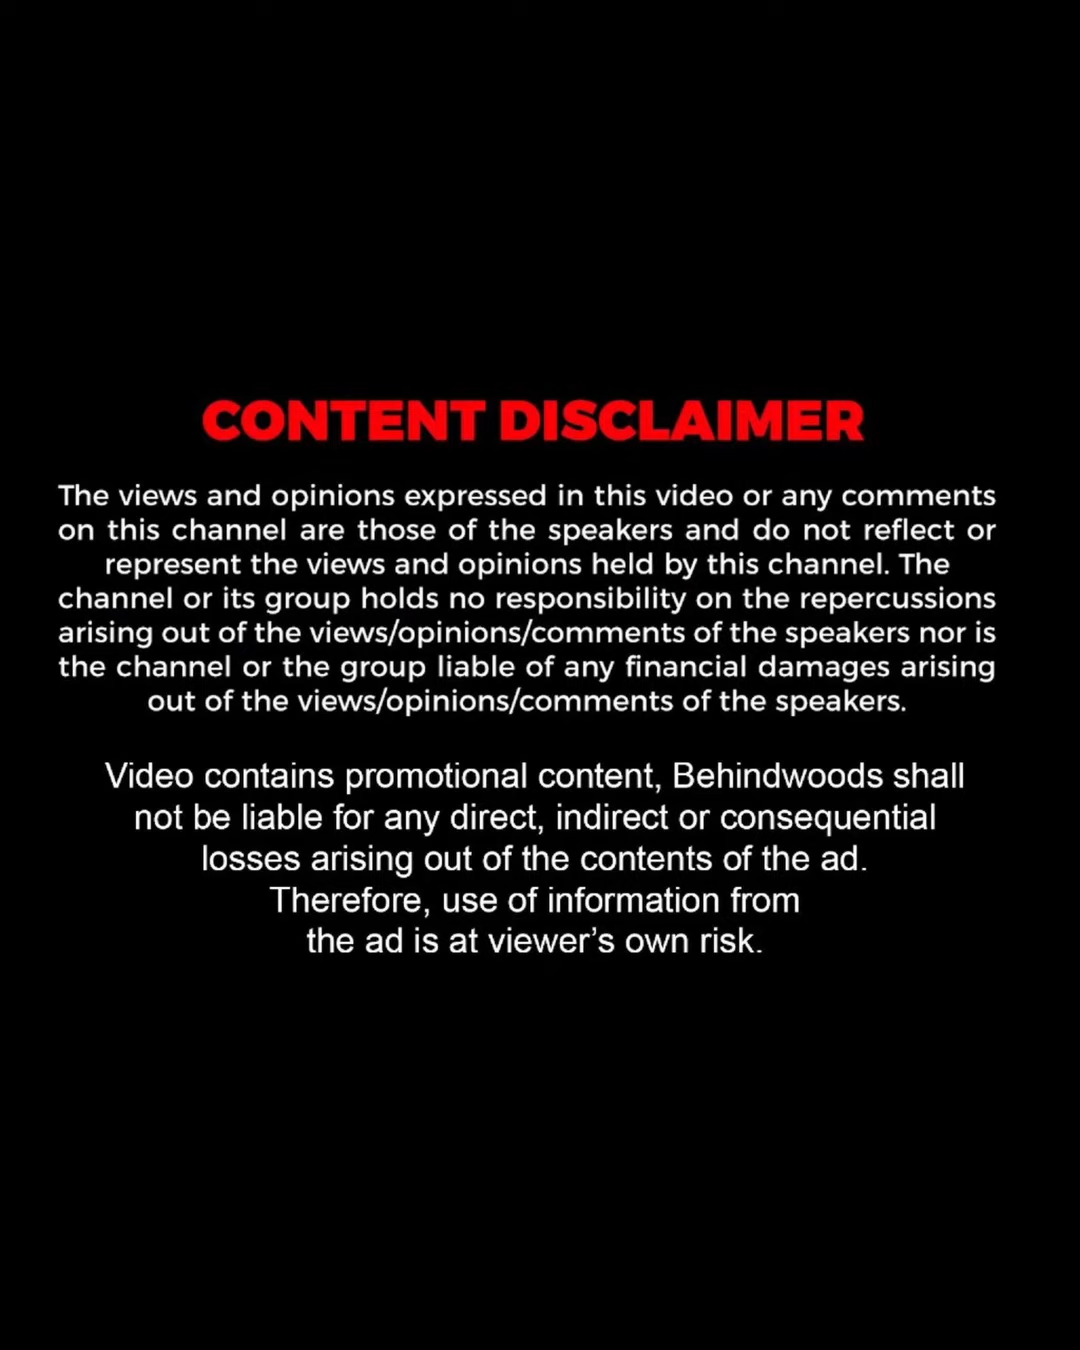 CONTENT DISCLAIMER
The views and opinions expressed in this video or any comments
on this channel are those of the speakers and do not reflect or
represent the views and opinions held by this channel. The
channel or its group holds no responsibility on the repercussions
arising out of the views/opinions/comments of the speakers nor is
the channel or the group liable of any financial damages arising
out of the views/opinions/comments of the speakers.
Video contains promotional content, Behindwoods shall
not be liable for any direct, indirect or consequential
losses arising out of the contents of the ad.
Therefore, use of information from
the ad is at viewer’s own risk.